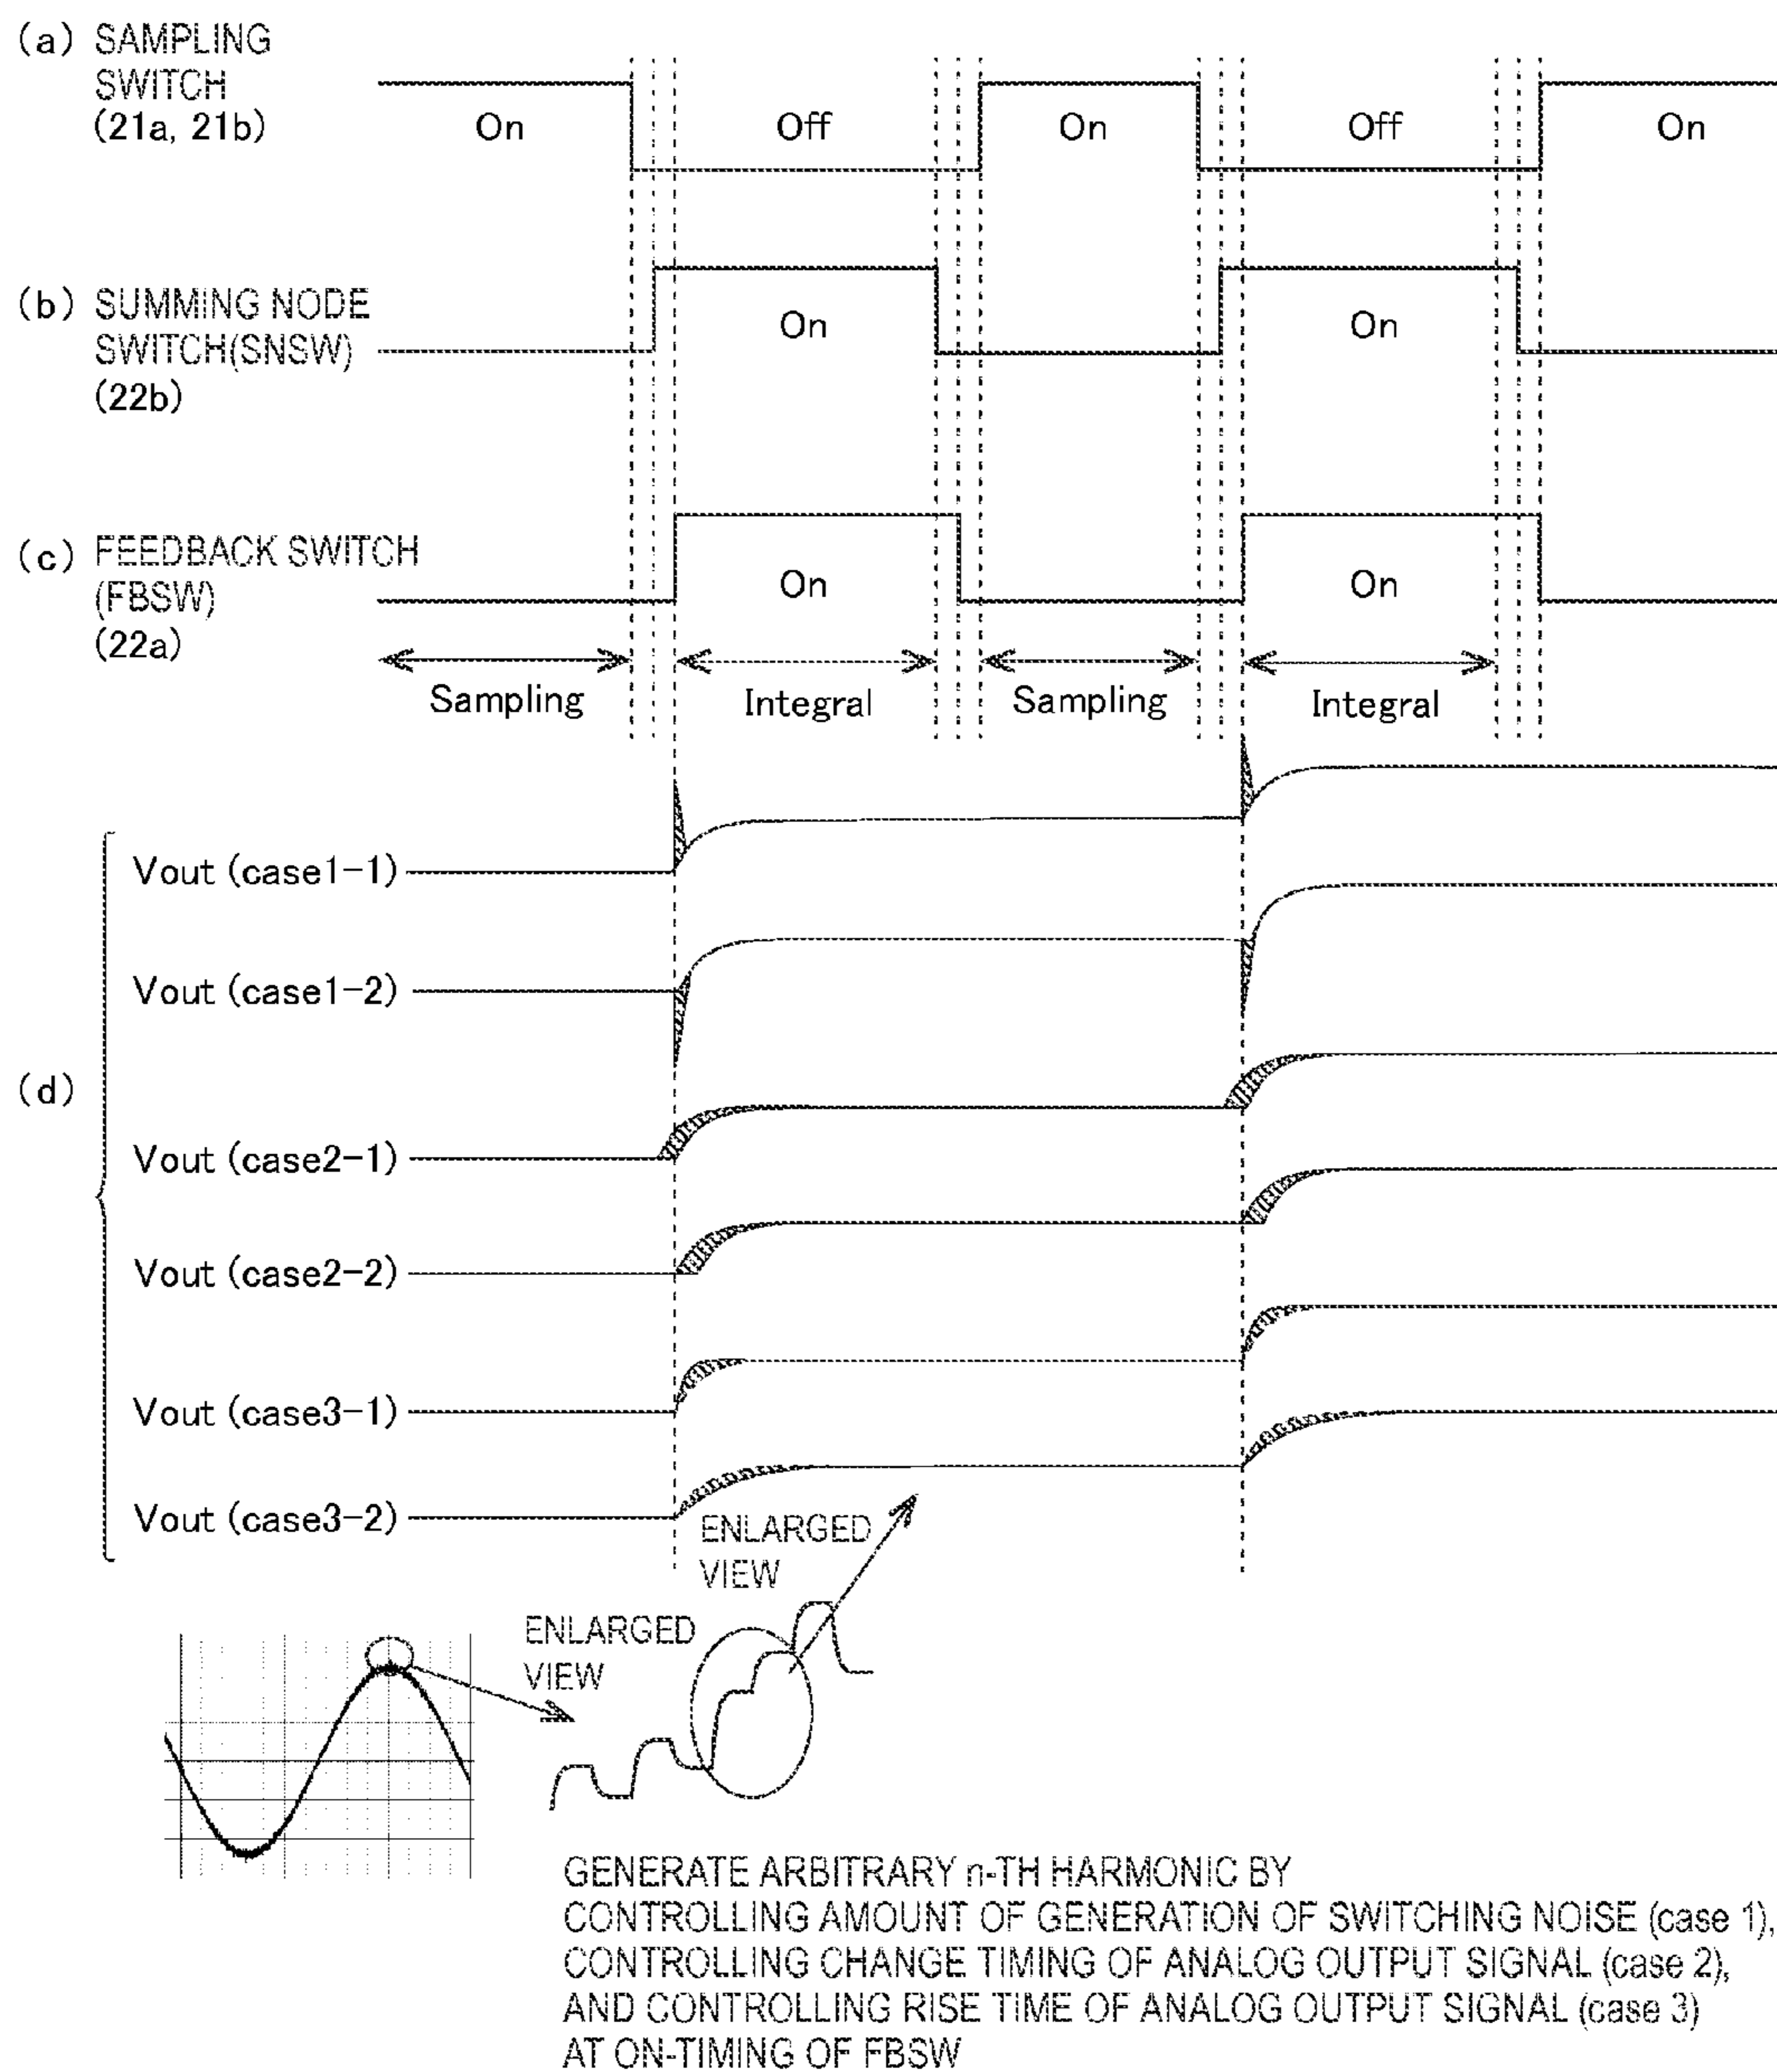 (a) SAMPLING
SWITCH
(21a, 21b)
On Off On Off On
(b) SUMMING NODE
SWITCH(SNSW)
(22b)
On On
(c) FEEDBACK SWITCH
(FBSW)
(22a)
On On
Sampling Integral Sampling Integral
(d)
Vout (case1-1)
Vout (case1-2)
Vout (case2-1)
Vout (case2-2)
Vout (case3-1)
Vout (case3-2)
ENLARGED
VIEW
ENLARGED
VIEW
GENERATE ARBITRARY n-TH HARMONIC BY
CONTROLLING AMOUNT OF GENERATION OF SWITCHING NOISE (case 1),
CONTROLLING CHANGE TIMING OF ANALOG OUTPUT SIGNAL (case 2),
AND CONTROLLING RISE TIME OF ANALOG OUTPUT SIGNAL (case 3)
AT ON-TIMING OF FBSW